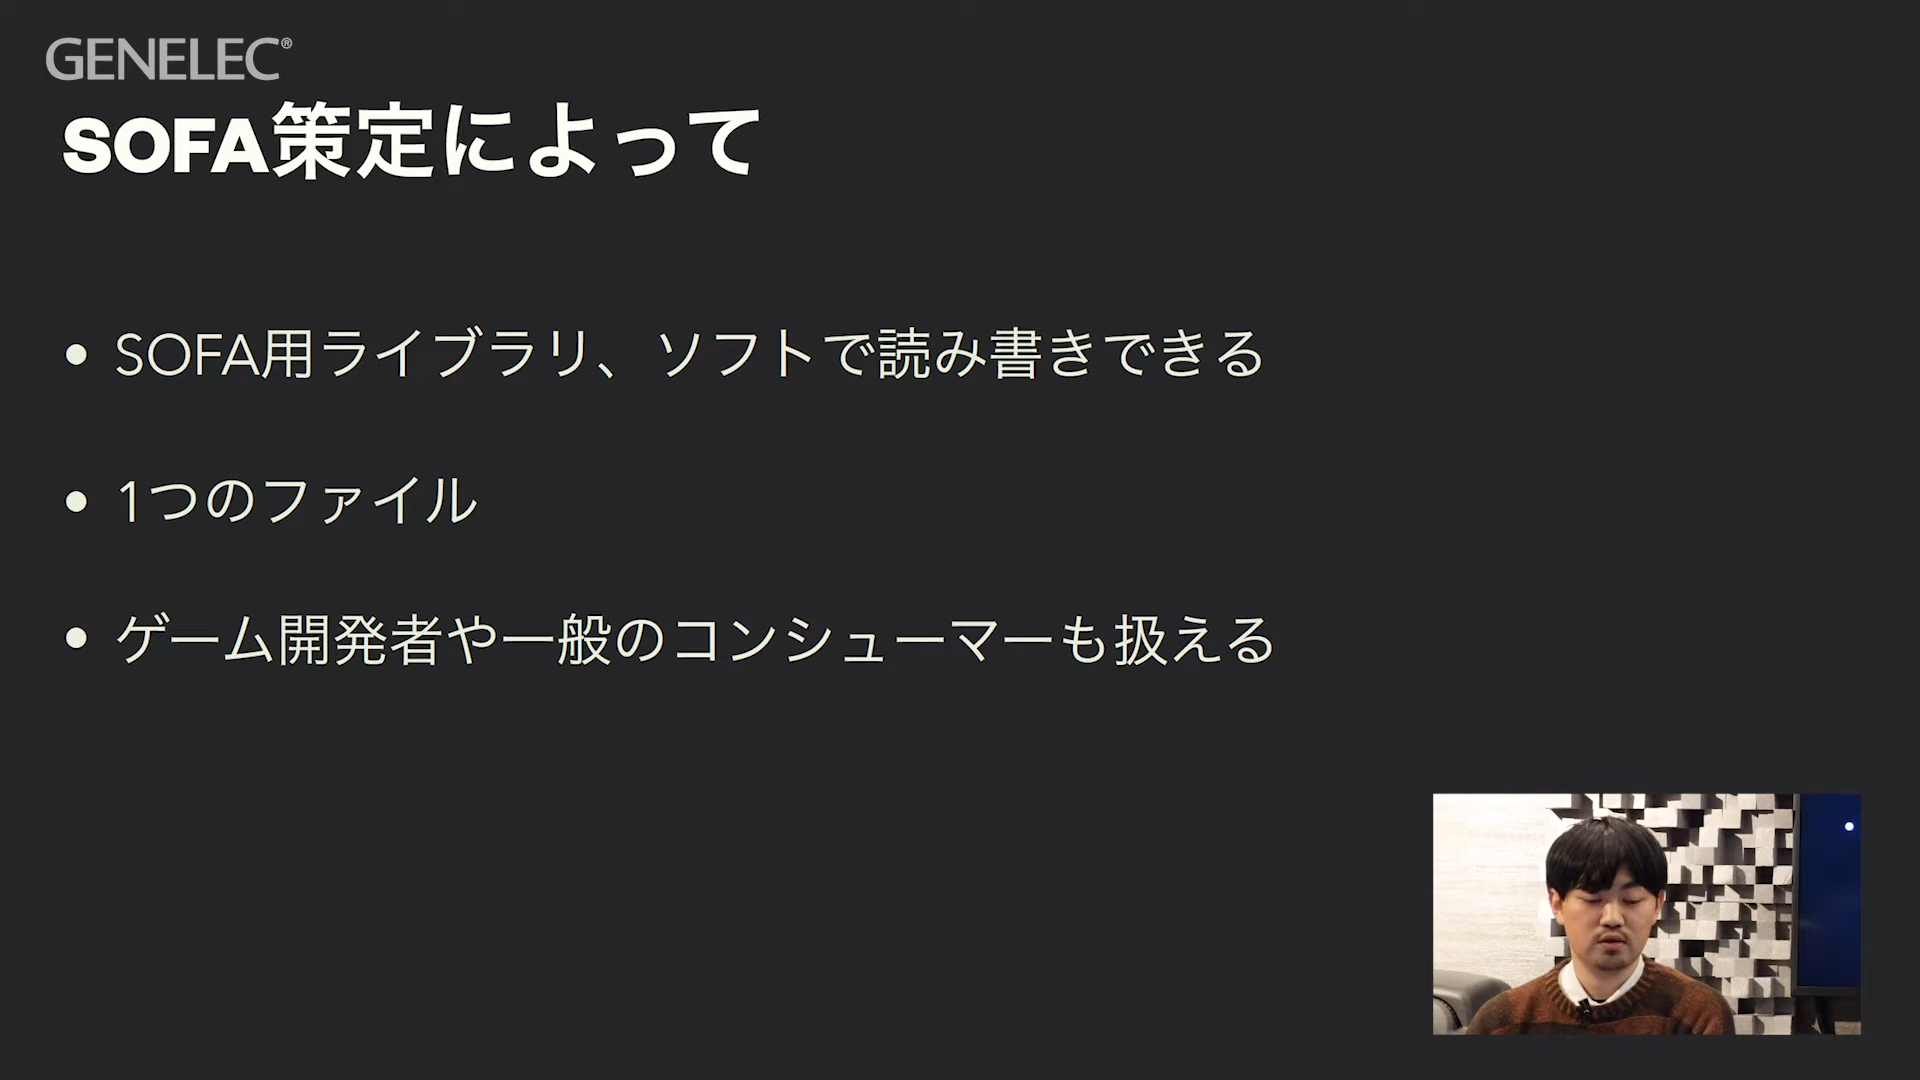 GENELEC®
SOFA策定によって
• SOFA用ライブラリ、ソフトで読み書きできる
• 1つのファイル
• ゲーム開発者や一般のコンシューマーも扱える